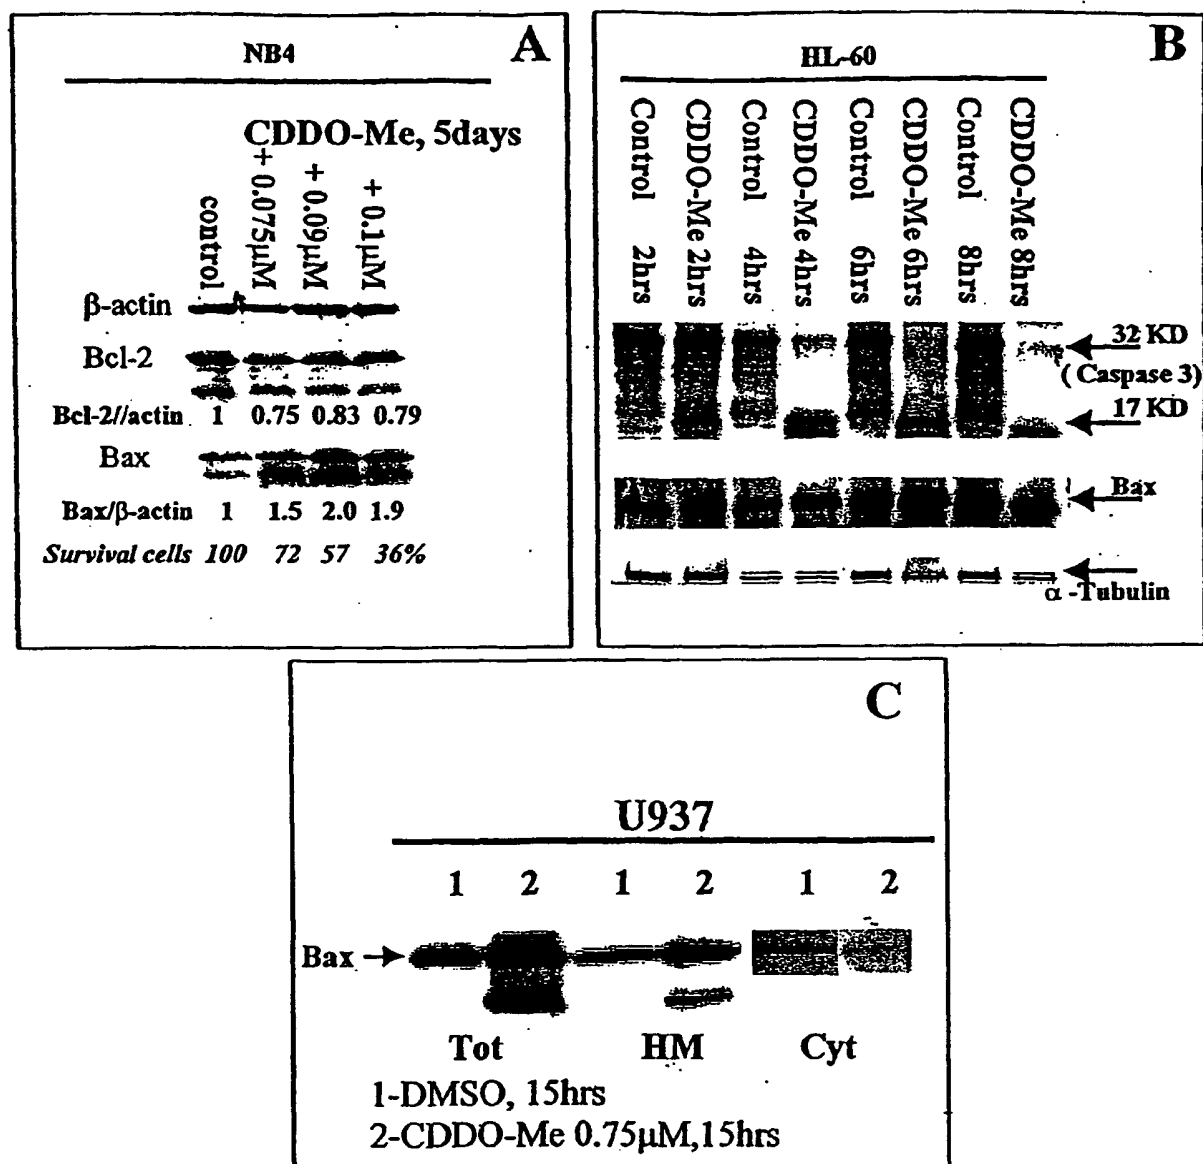 A
NB4
CDDO-Me, 5days
control
+ 0.075µM
+ 0.09µM
+ 0.1µM
β-actin
Bcl-2
Bcl-2//actin 1 0.75 0.83 0.79
Bax
Bax/β-actin 1 1.5 2.0 1.9
Survival cells 100 72 57 36%
B
HL-60
Control 2hrs
CDDO-Me 2hrs
Control 4hrs
CDDO-Me 4hrs
Control 6hrs
CDDO-Me 6hrs
Control 8hrs
CDDO-Me 8hrs
32 KD
( Caspase 3)
17 KD
Bax
α -Tubulin
C
U937
1 2 1 2 1 2
Bax
Tot HM Cyt
1-DMSO, 15hrs
2-CDDO-Me 0.75µM,15hrs